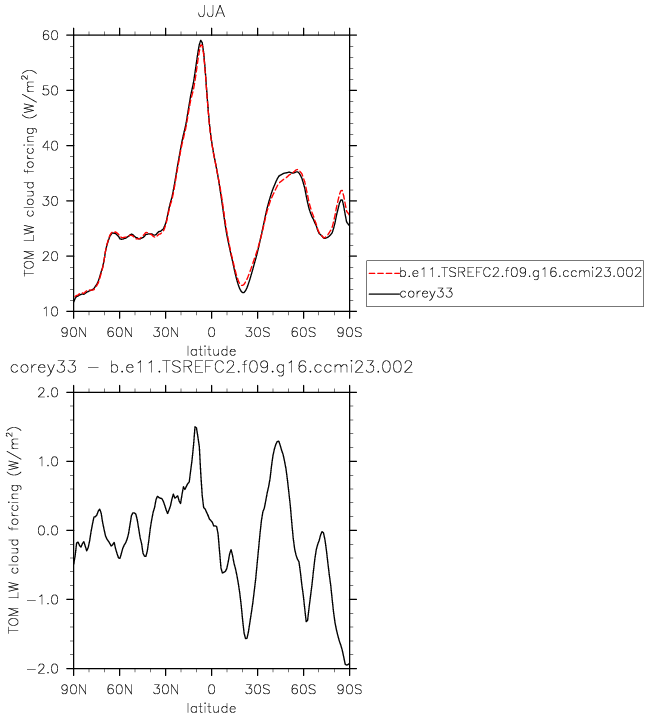 JJA
TOM LW cloud forcing (W/m²)
60
50
40
30
20
10
90N 60N 30N 0 30S 60S 90S
latitude
b.e11.TSREFC2.f09.g16.ccmi23.002
corey33
corey33 – b.e11.TSREFC2.f09.g16.ccmi23.002
TOM LW cloud forcing (W/m²)
2.0
1.0
0.0
−1.0
−2.0
90N 60N 30N 0 30S 60S 90S
latitude